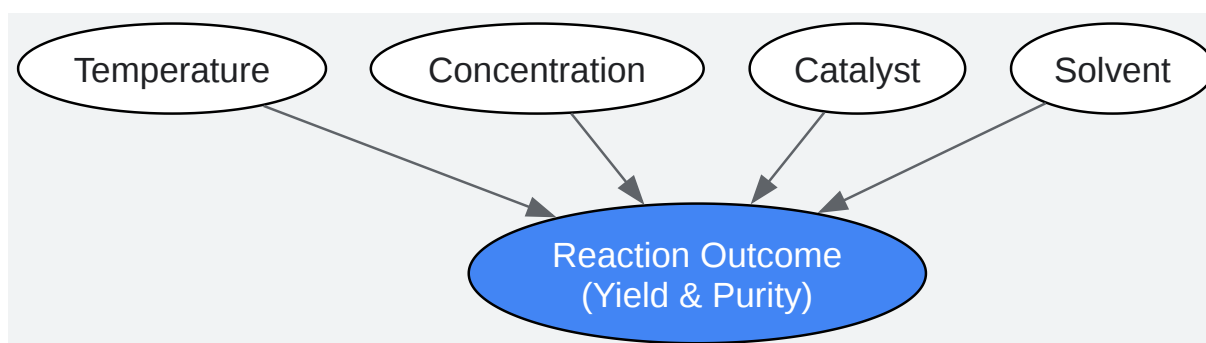 Temperature
Concentration
Catalyst
Solvent
Reaction Outcome
(Yield & Purity)